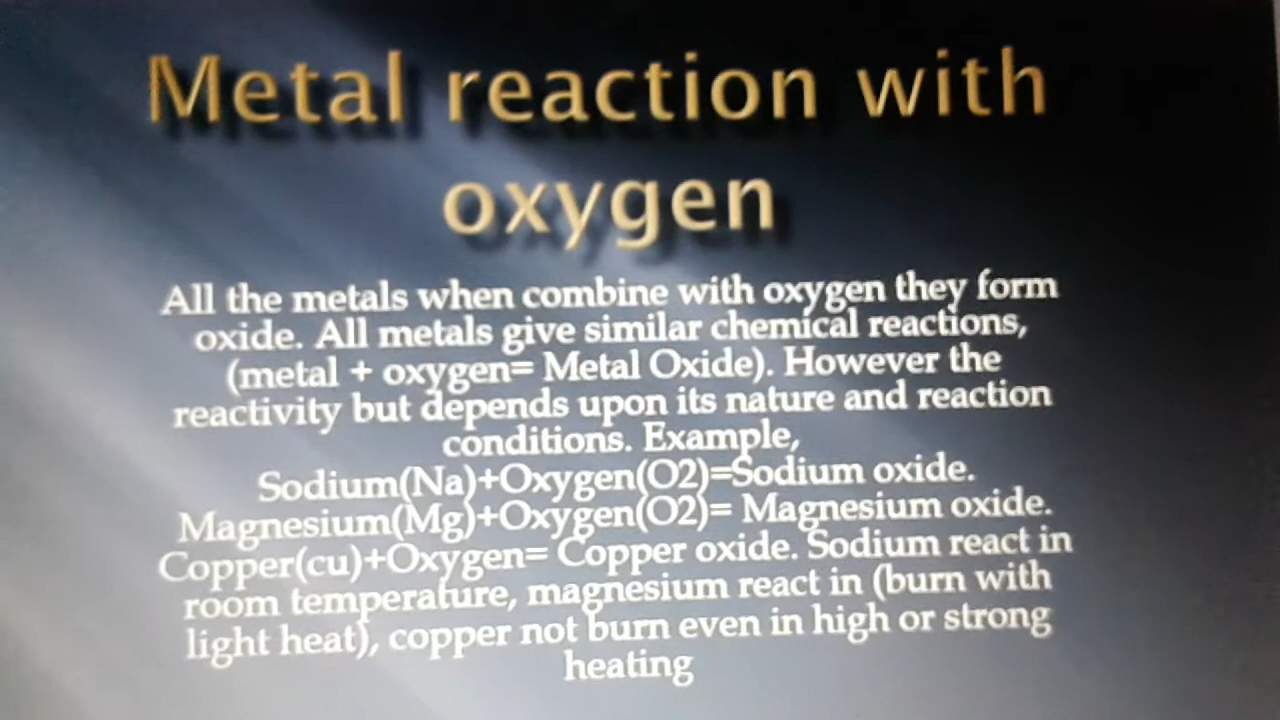 Metal reaction with
oxygen
All the metals when combine with oxygen they form
oxide. All metals give similar chemical reactions,
(metal + oxygen= Metal Oxide). However the
reactivity but depends upon its nature and reaction
conditions. Example,
Sodium(Na)+Oxygen(O2)=Sodium oxide.
Magnesium(Mg)+Oxygen(O2)= Magnesium oxide.
Copper(cu)+Oxygen= Copper oxide. Sodium react in
room temperature, magnesium react in (burn with
light heat), copper not burn even in high or strong
heating